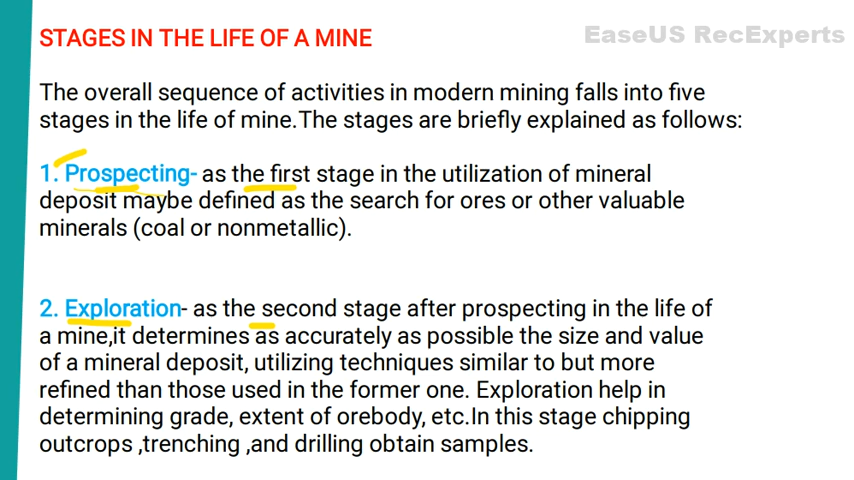 EaseUS RecExperts
STAGES IN THE LIFE OF A MINE
The overall sequence of activities in modern mining falls into five
stages in the life of mine.The stages are briefly explained as follows:
1. Prospecting- as the first stage in the utilization of mineral
deposit maybe defined as the search for ores or other valuable
minerals (coal or nonmetallic).
2. Exploration- as the second stage after prospecting in the life of
a mine,it determines as accurately as possible the size and value
of a mineral deposit, utilizing techniques similar to but more
refined than those used in the former one. Exploration help in
determining grade, extent of orebody, etc.In this stage chipping
outcrops ,trenching ,and drilling obtain samples.